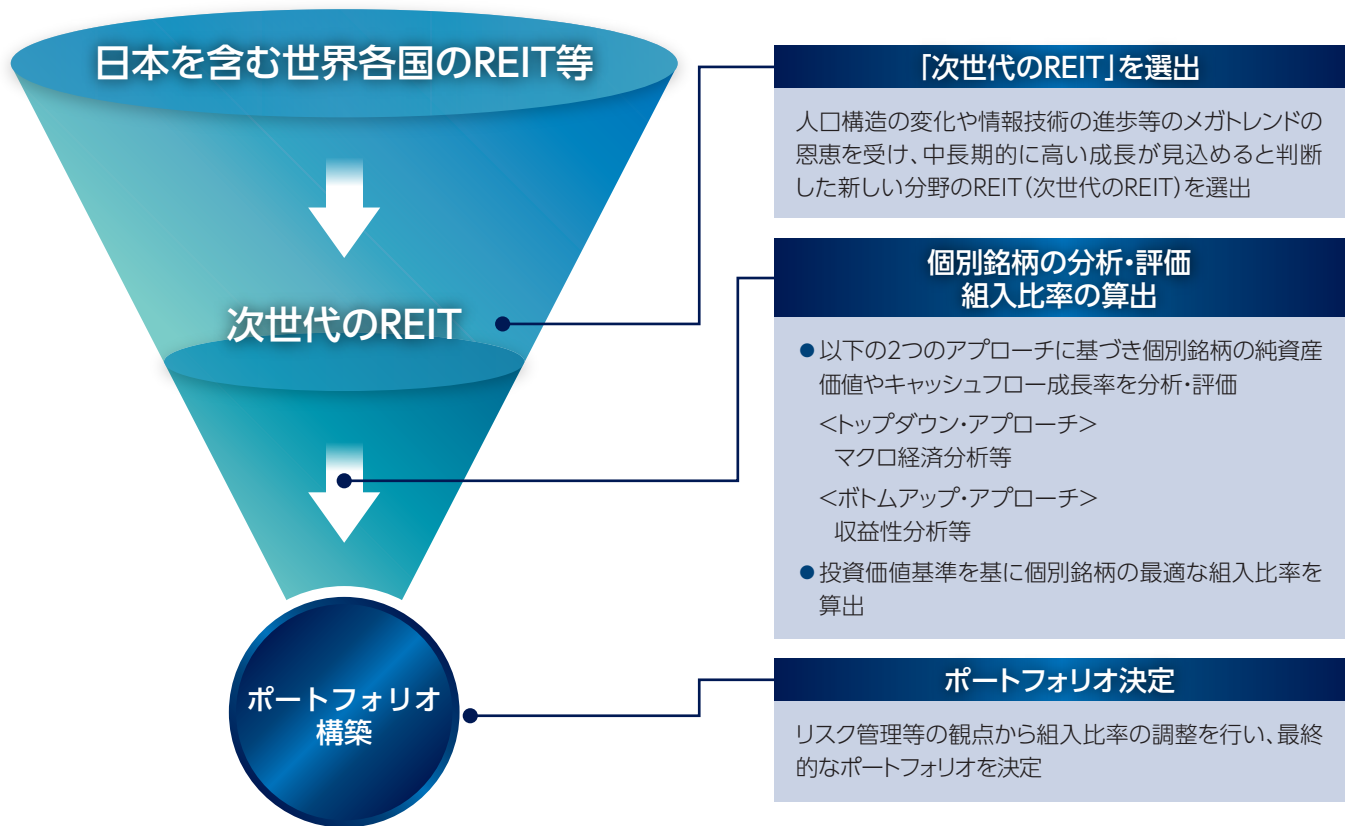 日本を含む世界各国のREIT等
次世代のREIT
ポートフォリオ
構築
「次世代のREIT」を選出
人口構造の変化や情報技術の進歩等のメガトレンドの
恩恵を受け、中長期的に高い成長が見込めると判断
した新しい分野のREIT(次世代のREIT)を選出
個別銘柄の分析・評価
組入比率の算出
●以下の2つのアプローチに基づき個別銘柄の純資産
価値やキャッシュフロー成長率を分析・評価
<トップダウン・アプローチ>
マクロ経済分析等
<ボトムアップ・アプローチ>
収益性分析等
●投資価値基準を基に個別銘柄の最適な組入比率を
算出
ポートフォリオ決定
リスク管理等の観点から組入比率の調整を行い、最終
的なポートフォリオを決定